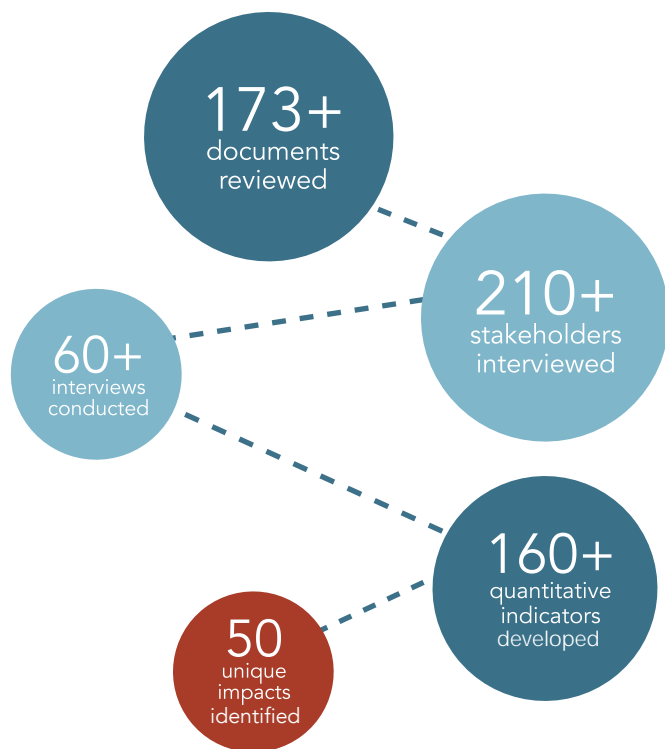 173+
documents
reviewed
210+
stakeholders
interviewed
60+
interviews
conducted
160+
quantitative
indicators
developed
50
unique
impacts
identified